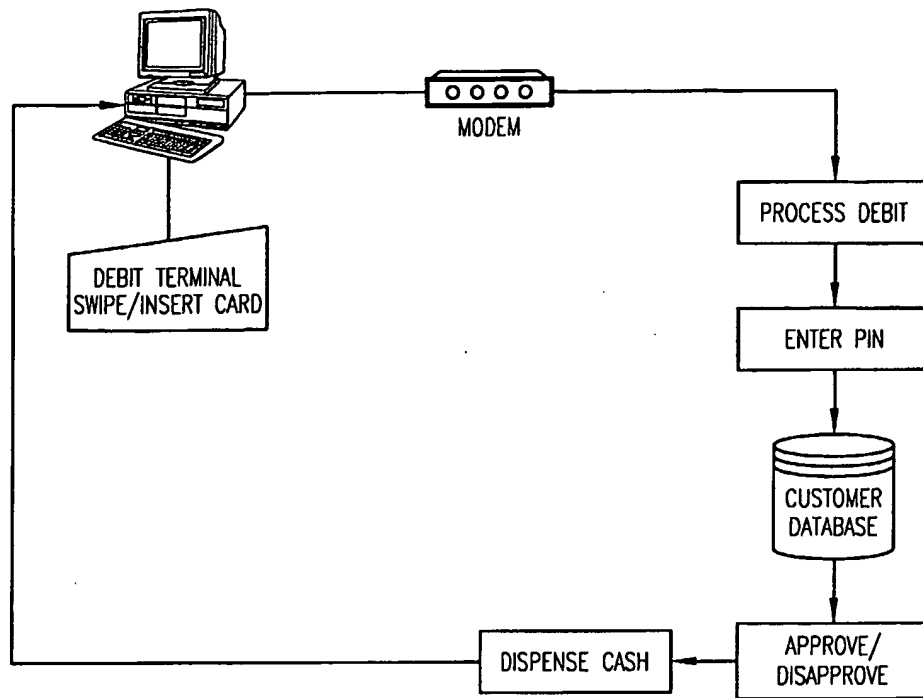 MODEM
PROCESS DEBIT
DEBIT TERMINAL
SWIPE/INSERT CARD
ENTER PIN
CUSTOMER
DATABASE
APPROVE/
DISAPPROVE
DISPENSE CASH